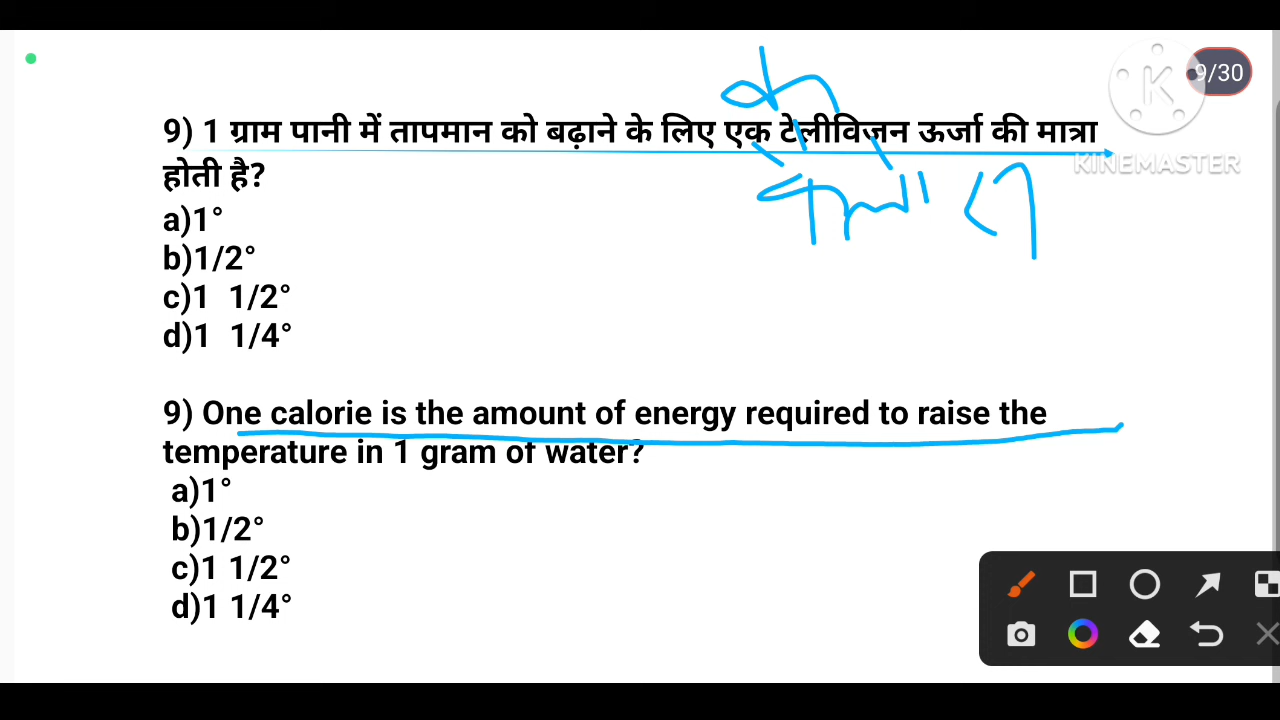 9/30
KINEMASTER
9) 1 ग्राम पानी में तापमान को बढ़ाने के लिए एक टेलीविजन ऊर्जा की मात्रा
होती है?
a)1°
b)1/2°
c)1 1/2°
d)1 1/4°
9) One calorie is the amount of energy required to raise the
temperature in 1 gram of water?
a)1°
b)1/2°
c)1 1/2°
d)1 1/4°